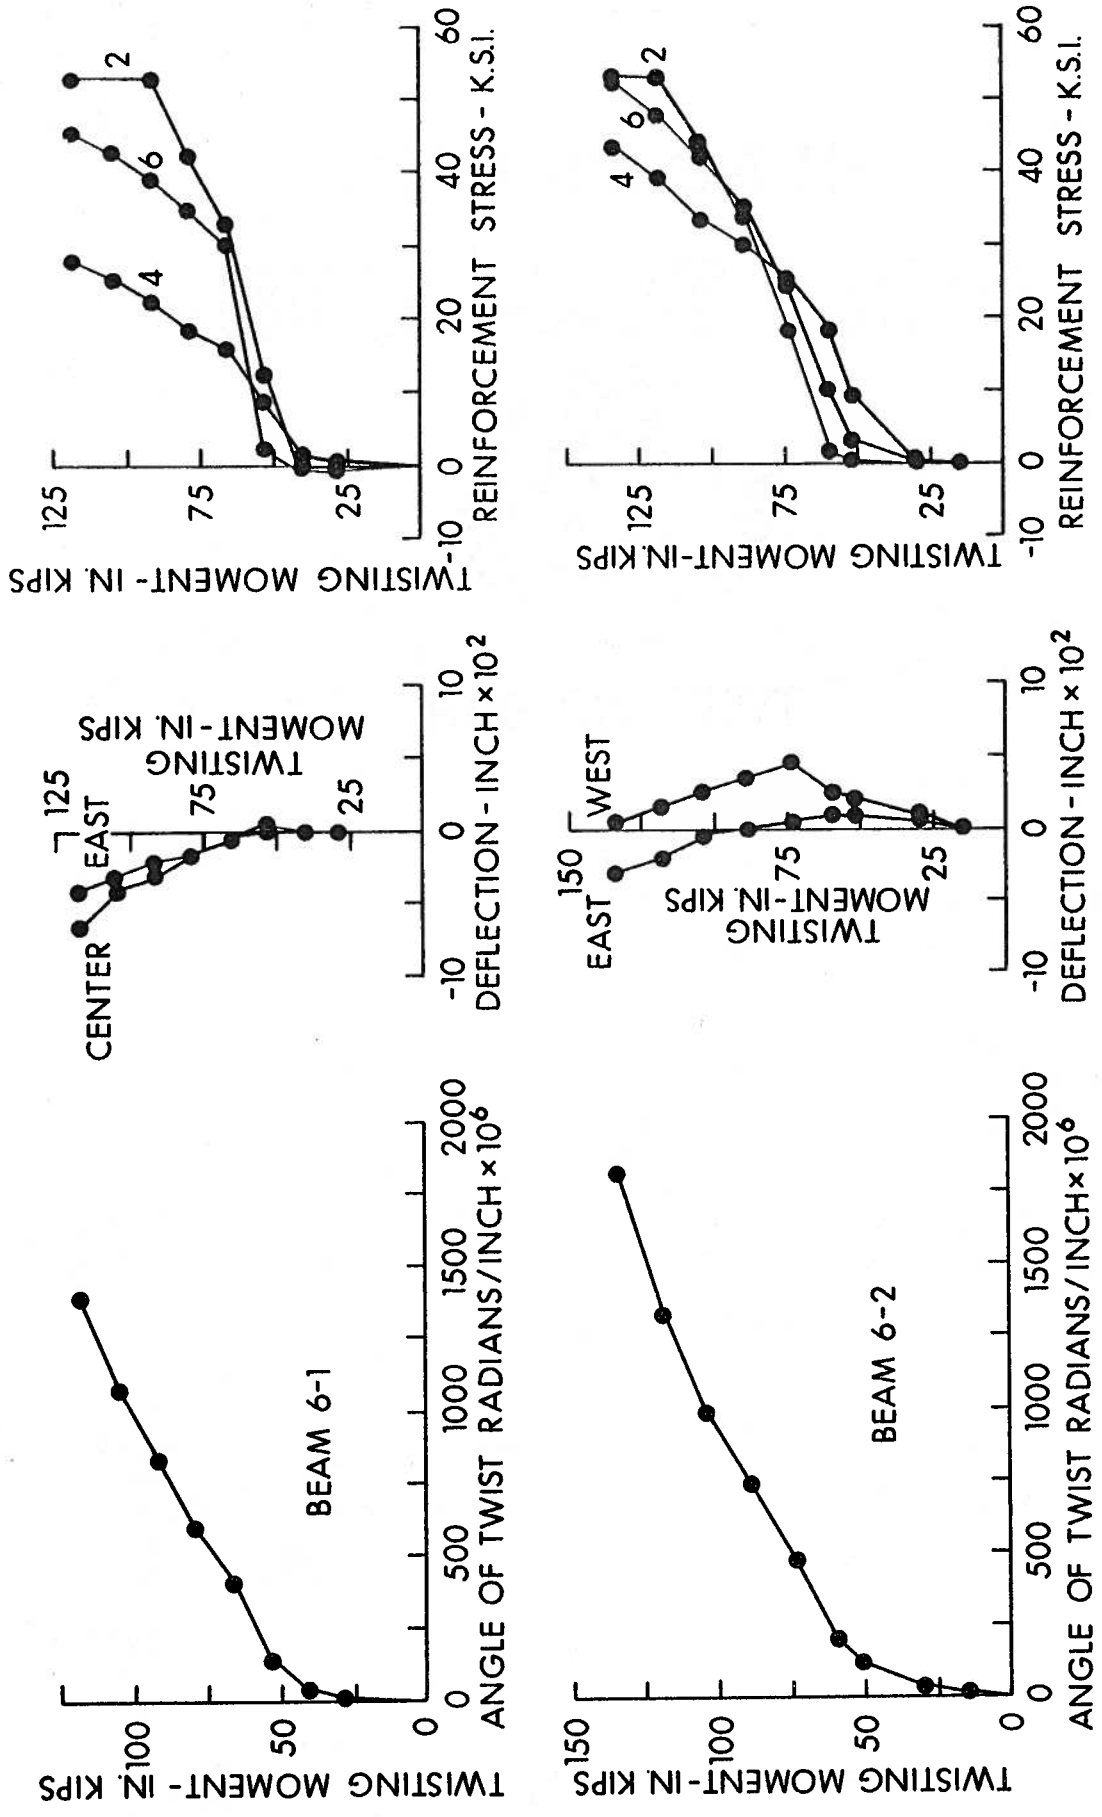 TWISTING MOMENT - IN. KIPS
100
50
0
0
500
1000
1500
2000
ANGLE OF TWIST RADIANS/INCH×10⁶
BEAM 6-1
CENTER
EAST
125
75
25
TWISTING
MOMENT-IN. KIPS
-10
0
10
DEFLECTION - INCH×10²
TWISTING MOMENT - IN. KIPS
125
75
25
4
6
2
-10
0
20
40
60
REINFORCEMENT STRESS - K.S.I.
TWISTING MOMENT - IN. KIPS
150
100
50
0
0
500
1000
1500
2000
ANGLE OF TWIST RADIANS/INCH×10⁶
BEAM 6-2
EAST
WEST
150
75
25
TWISTING
MOMENT-IN. KIPS
-10
0
10
DEFLECTION - INCH×10²
TWISTING MOMENT-IN. KIPS
125
75
25
4
6
2
-10
0
20
40
60
REINFORCEMENT STRESS - K.S.I.